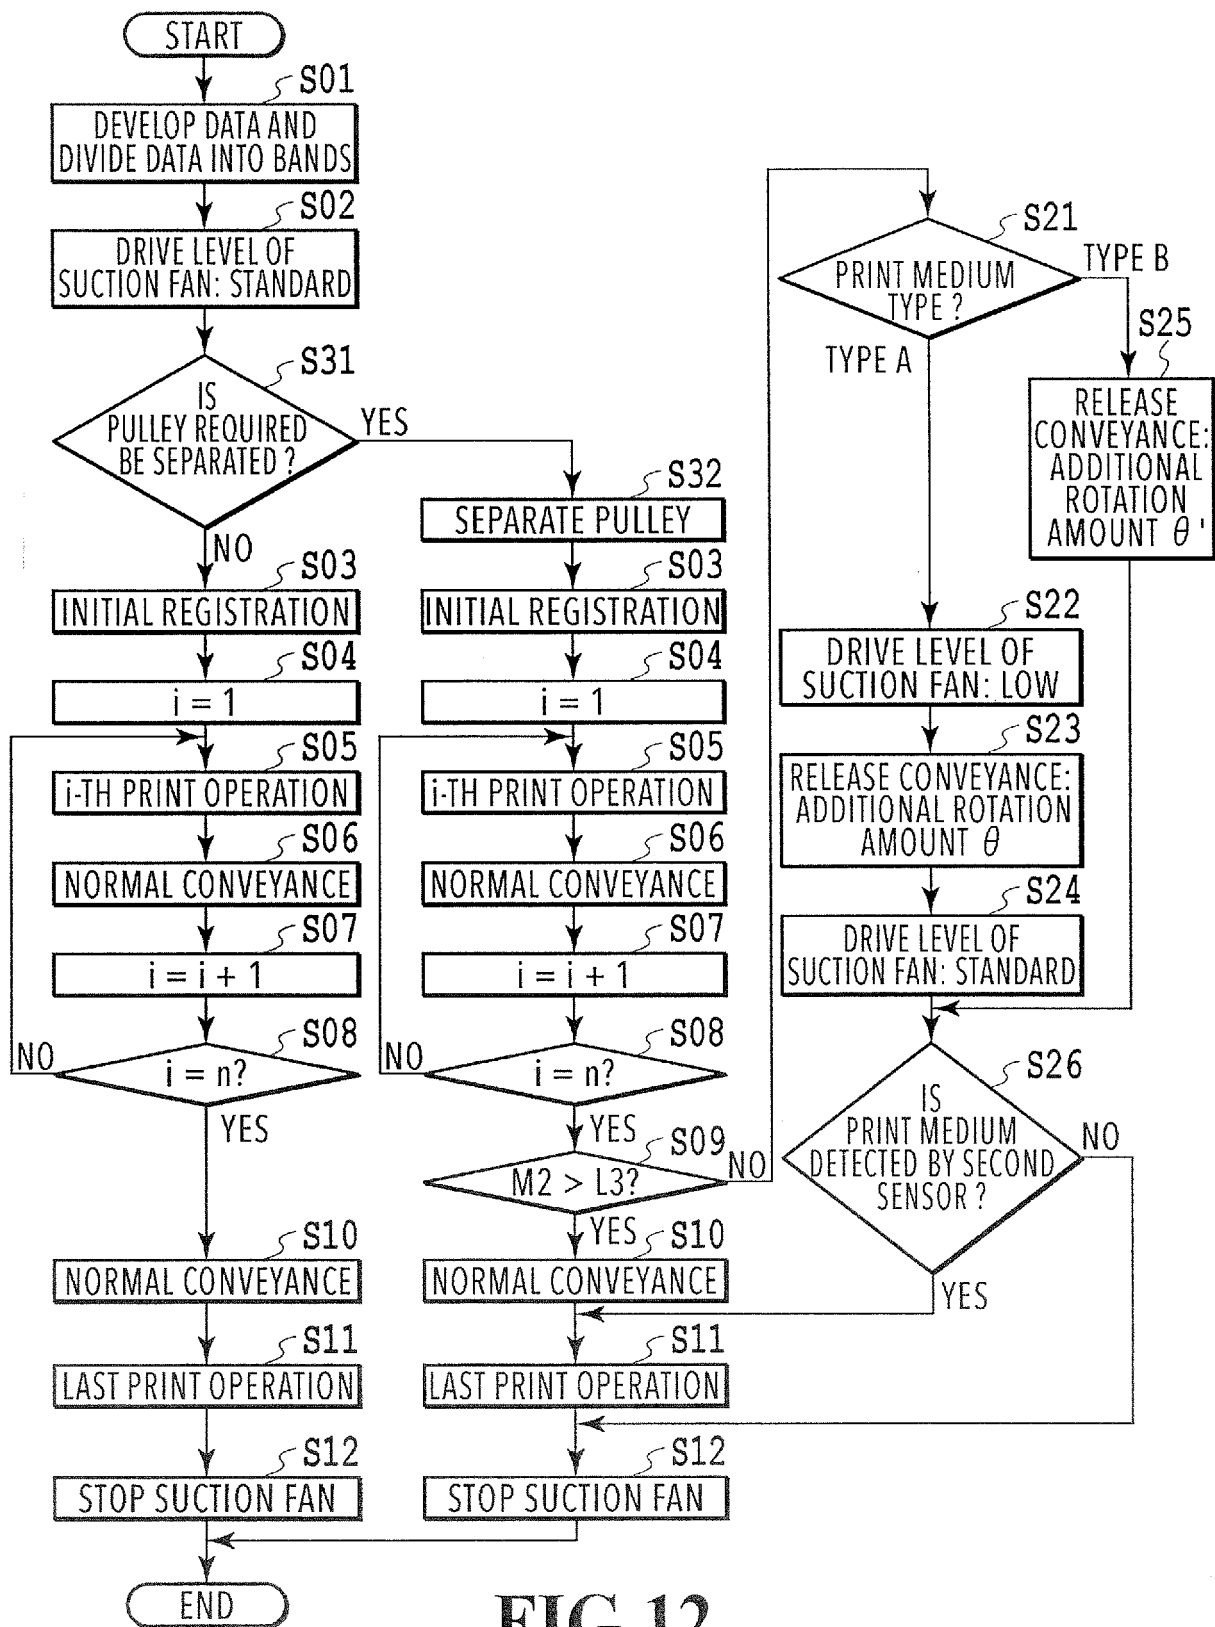 START
S01
DEVELOP DATA AND
DIVIDE DATA INTO BANDS
S02
DRIVE LEVEL OF
SUCTION FAN: STANDARD
S31
IS
PULLEY REQUIRED
BE SEPARATED ?
YES
NO
S03
INITIAL REGISTRATION
S04
i = 1
S05
i-TH PRINT OPERATION
S06
NORMAL CONVEYANCE
S07
i = i + 1
S08
i = n?
NO
YES
S10
NORMAL CONVEYANCE
S11
LAST PRINT OPERATION
S12
STOP SUCTION FAN
END
S32
SEPARATE PULLEY
S03
INITIAL REGISTRATION
S04
i = 1
S05
i-TH PRINT OPERATION
S06
NORMAL CONVEYANCE
S07
i = i + 1
S08
i = n?
NO
YES
S09
M2 > L3?
NO
YES
S10
NORMAL CONVEYANCE
S11
LAST PRINT OPERATION
S12
STOP SUCTION FAN
S21
PRINT MEDIUM
TYPE ?
TYPE B
TYPE A
S25
RELEASE
CONVEYANCE:
ADDITIONAL
ROTATION
AMOUNT θ'
S22
DRIVE LEVEL OF
SUCTION FAN: LOW
S23
RELEASE CONVEYANCE:
ADDITIONAL ROTATION
AMOUNT θ
S24
DRIVE LEVEL OF
SUCTION FAN: STANDARD
S26
IS
PRINT MEDIUM
DETECTED BY SECOND
SENSOR ?
NO
YES
FIG.12